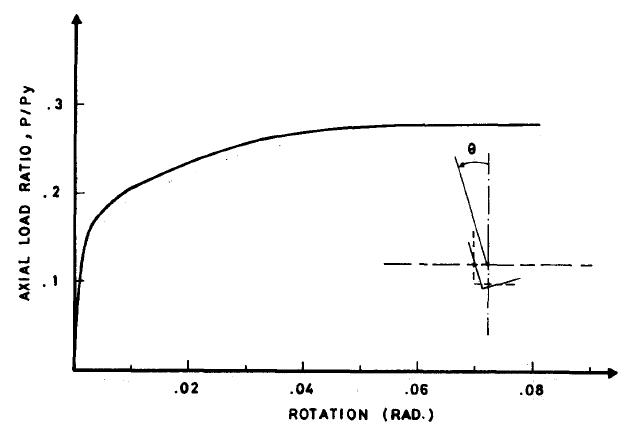 AXIAL LOAD RATIO, P/Py
.3
.2
.1
θ
.02 .04 .06 .08
ROTATION (RAD.)